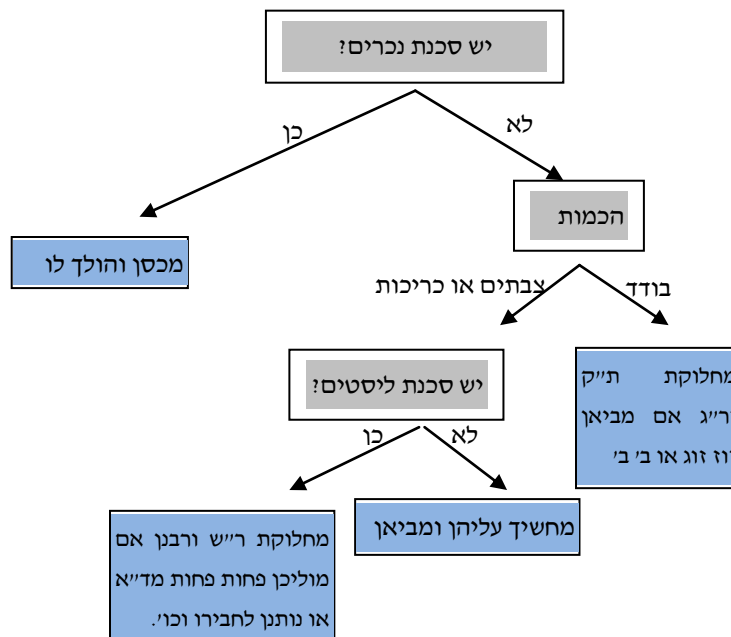 יש סכנת נכרים?
כן
לא
הכמות
מכסן והולך לו
צבתים או כריכות
בודד
יש סכנת ליסטים?
מחלוקת ת״ק
ור״ג אם מביאן
זוג או ב׳ ב׳
כן
לא
מחשיך עליהן ומביאן
מחלוקת ר״ש ורבנן אם
מוליכן פחות פחות מד״א
או נותנן לחבירו וכו׳.